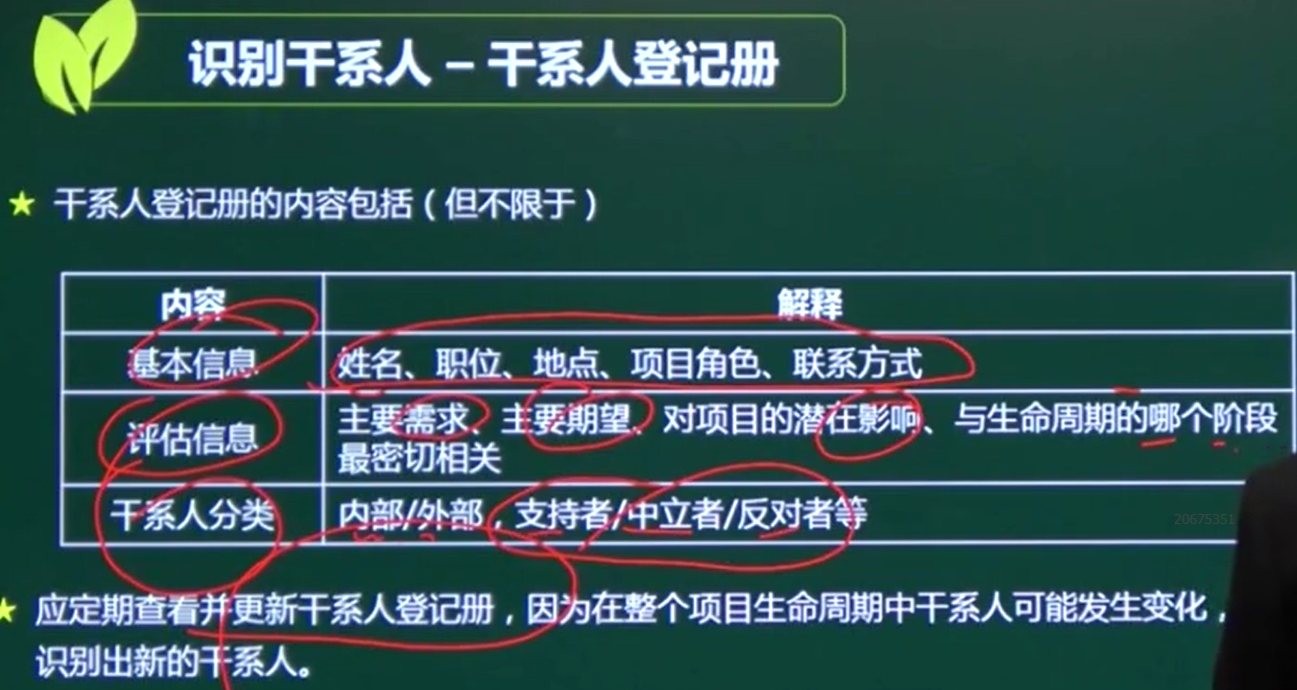 识别干系人 – 干系人登记册
干系人登记册的内容包括（但不限于）
内容 解释
基本信息 姓名、职位、地点、项目角色、联系方式
评估信息 主要需求、主要期望、对项目的潜在影响、与生命周期的哪个阶段
最密切相关
干系人分类 内部/外部，支持者/中立者/反对者等
20675351
应定期查看并更新干系人登记册，因为在整个项目生命周期中干系人可能发生变化，
识别出新的干系人。